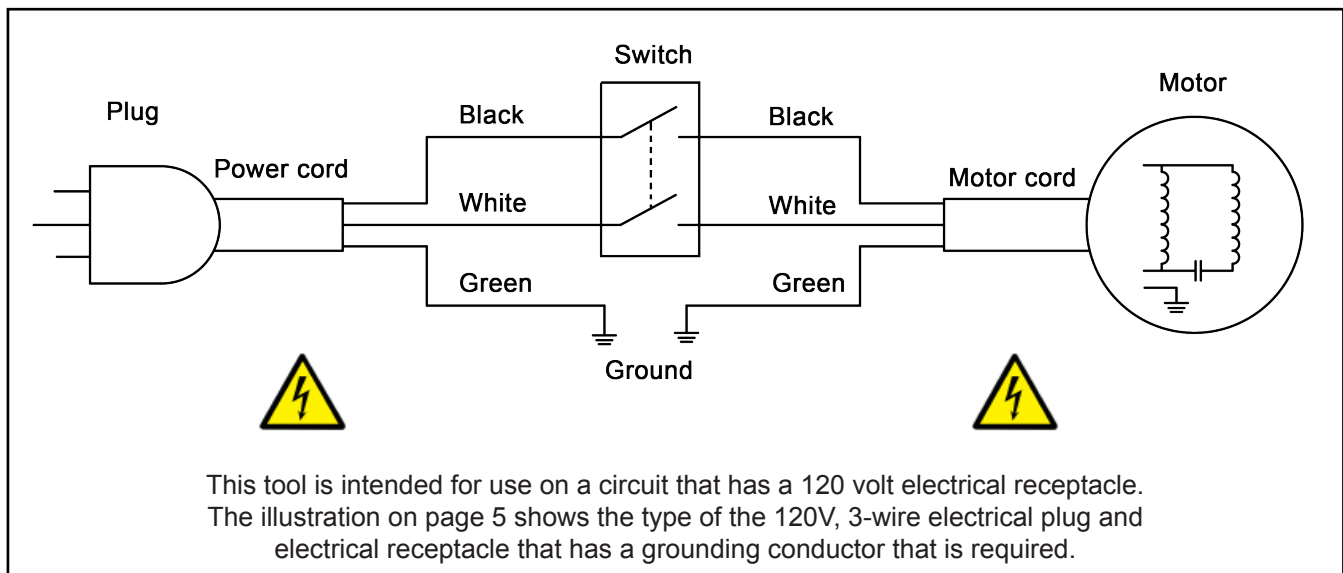 Switch
Motor
Plug
Black
Black
Power cord
Motor cord
White
White
Green
Green
Ground
This tool is intended for use on a circuit that has a 120 volt electrical receptacle.
The illustration on page 5 shows the type of the 120V, 3-wire electrical plug and
electrical receptacle that has a grounding conductor that is required.